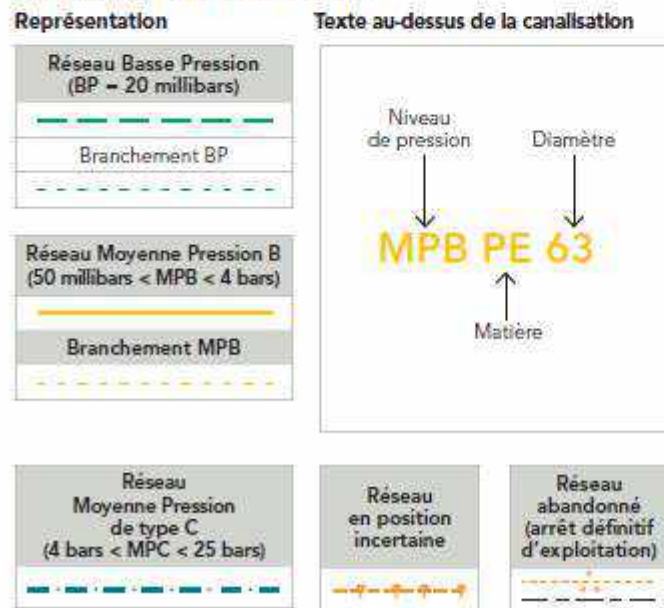 Représentation
Réseau Basse Pression
(BP = 20 millibars)
Branchement BP
Réseau Moyenne Pression B
(50 millibars < MPB < 4 bars)
Branchement MPB
Texte au-dessus de la canalisation
Niveau
de pression
Diamètre
MPB PE 63
Matière
Réseau
Moyenne Pression
de type C
(4 bars < MPC < 25 bars)
Réseau
en position
incertaine
Réseau
abandonné
(arrêt définitif
d'exploitation)